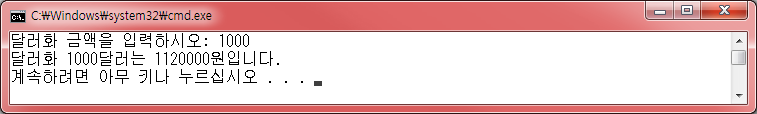 C:₩Windows₩system32₩cmd.exe
달러화 금액을 입력하시오: 1000
달러화 1000달러는 1120000원입니다.
계속하려면 아무 키나 누르십시오 . . .